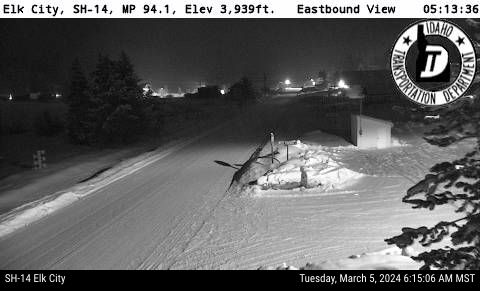 Elk City, SH-14, MP 94.1, Elev 3,939ft. Eastbound View 05:13:36
IDAHO
TRANSPORTATION DEPARTMENT
SH-14 Elk City Tuesday, March 5, 2024 6:15:06 AM MST